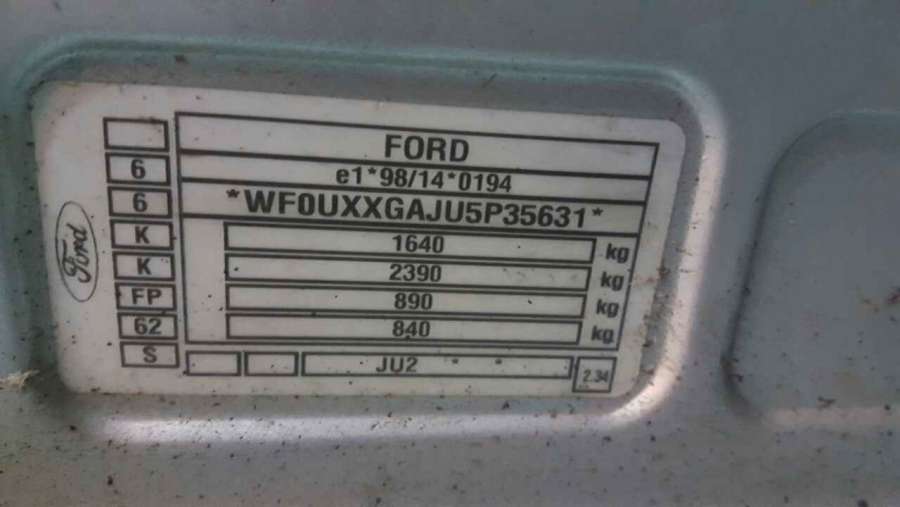 FORD
e1*98/14*0194
*WF0UXXGAJU5P35631*
1640 kg
2390 kg
890 kg
840 kg
JU2 * * 2.34
6
6
K
K
FP
62
S
Ford